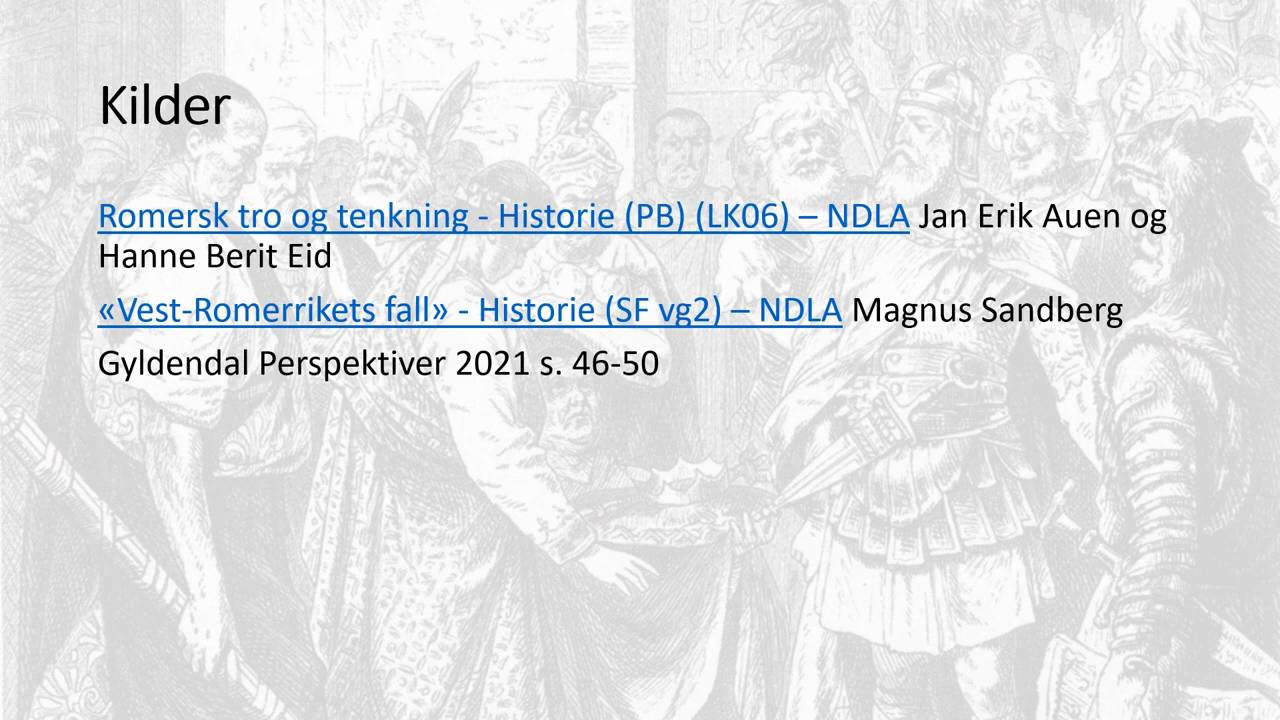 Kilder
Romersk tro og tenkning - Historie (PB) (LK06) – NDLA Jan Erik Auen og
Hanne Berit Eid
«Vest-Romerrikets fall» - Historie (SF vg2) – NDLA Magnus Sandberg
Gyldendal Perspektiver 2021 s. 46-50